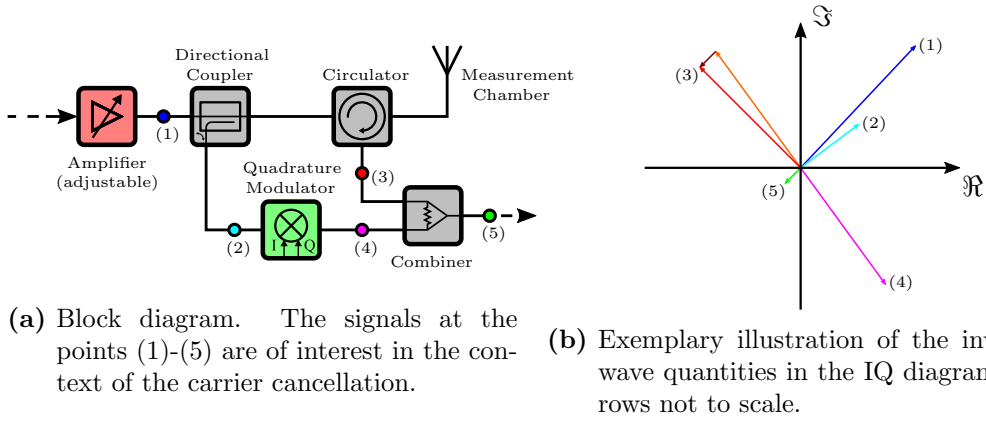 Directional
Coupler
Circulator
Measurement
Chamber
(1)
Amplifier
(adjustable)
Quadrature
Modulator
(3)
I Q
(2)
(4)
(5)
Combiner
(a) Block diagram. The signals at the
points (1)-(5) are of interest in the con-
text of the carrier cancellation.
ℑ
(1)
(3)
(2)
(5)
ℜ
(4)
(b) Exemplary illustration of the in
wave quantities in the IQ diagram
rows not to scale.